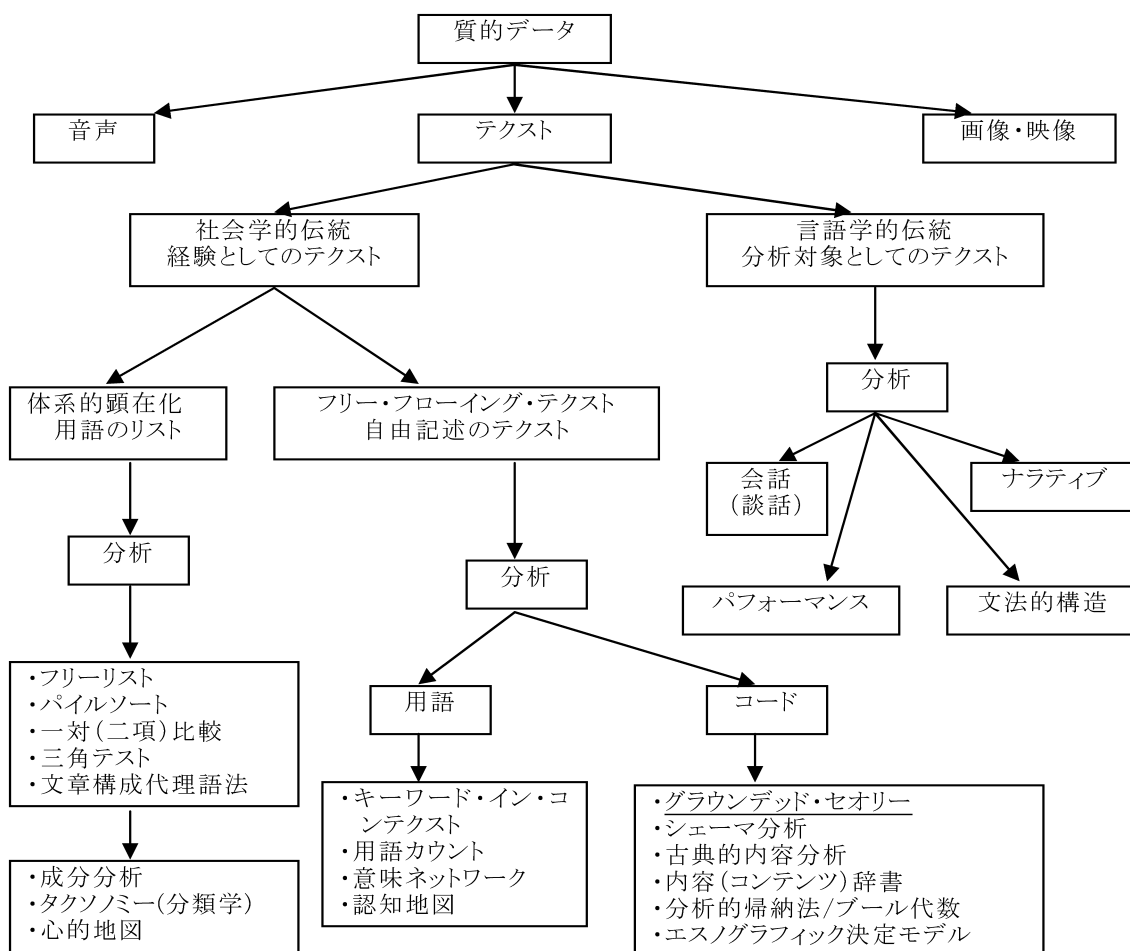 質的データ
音声
テクスト
画像・映像
社会学的伝統
経験としてのテクスト
言語学的伝統
分析対象としてのテクスト
体系的顕在化
用語のリスト
フリー・フローイング・テクスト
自由記述のテクスト
分析
会話
(談話)
ナラティブ
パフォーマンス
文法的構造
分析
分析
・フリーリスト
・パイルソート
・一対(二項)比較
・三角テスト
・文章構成代理語法
用語
コード
・キーワード・イン・コ
ンテクスト
・用語カウント
・意味ネットワーク
・認知地図
・グラウンデッド・セオリー
・シェーマ分析
・古典的内容分析
・内容(コンテンツ)辞書
・分析的帰納法/ブール代数
・エスノグラフィック決定モデル
・成分分析
・タクソノミー(分類学)
・心的地図